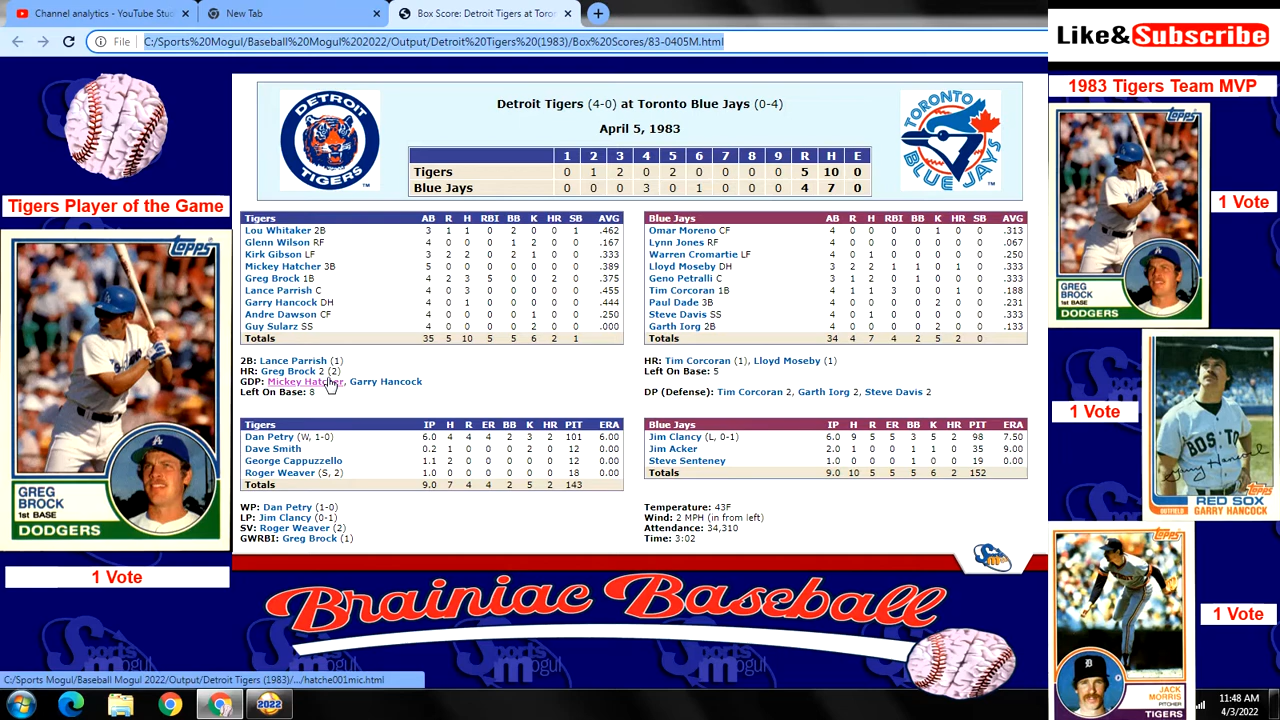 Channel analytics - YouTube Stud
New Tab
Box Score: Detroit Tigers at Toron
File
C:/Sports%20Mogul/Baseball%20Mogul%202022/Output/Detroit%20Tigers%20(1983)/Box%20Scores/83-0405M.html
Like& Subscribe
1983 Tigers Team MVP
DETROIT
TIGERS
Detroit Tigers (4-0) at Toronto Blue Jays (0-4)
April 5, 1983
1 2 3 4 5 6 7 8 9 R H E
Tigers 0 1 2 0 2 0 0 0 0 5 10 0
Blue Jays 0 0 0 3 0 1 0 0 0 4 7 0
TORONTO
BLUE JAYS
Tigers Player of the Game
Topps
GREG
BROCK
1st BASE
DODGERS
1 Vote
Tigers AB R H RBI BB K HR SB AVG
Lou Whitaker 2B 3 1 1 0 2 0 0 1 .462
Glenn Wilson RF 4 0 0 0 1 2 0 0 .167
Kirk Gibson LF 3 2 2 0 2 1 0 0 .333
Mickey Hatcher 3B 5 0 0 0 0 0 0 0 .389
Greg Brock 1B 4 2 3 5 0 0 2 0 .375
Lance Parrish C 4 0 3 0 0 0 0 0 .455
Garry Hancock DH 4 0 1 0 0 0 0 0 .444
Andre Dawson CF 4 0 0 0 0 1 0 0 .250
Guy Sularz SS 4 0 0 0 0 2 0 0 .000
Totals 35 5 10 5 5 6 2 1
2B: Lance Parrish (1)
HR: Greg Brock 2 (2)
GDP: Mickey Hatcher, Garry Hancock
Left On Base: 8
Blue Jays AB R H RBI BB K HR SB AVG
Omar Moreno CF 4 0 0 0 0 1 0 0 .313
Lynn Jones RF 4 0 0 0 0 0 0 0 .067
Warren Cromartie LF 4 0 1 0 0 0 0 0 .250
Lloyd Moseby DH 3 2 2 1 1 0 1 0 .333
Geno Petralli C 3 1 2 0 1 0 0 0 .333
Tim Corcoran 1B 4 1 1 3 0 0 1 0 .188
Paul Dade 3B 4 0 0 0 0 2 0 0 .231
Steve Davis SS 4 0 1 0 0 0 0 0 .333
Garth Iorg 2B 4 0 0 0 0 2 0 0 .133
Totals 34 4 7 4 2 5 2 0
HR: Tim Corcoran (1), Lloyd Moseby (1)
Left On Base: 5
DP (Defense): Tim Corcoran 2, Garth Iorg 2, Steve Davis 2
Tigers IP H R ER BB K HR PIT ERA
Dan Petry (W, 1-0) 6.0 4 4 4 2 3 2 101 6.00
Dave Smith 0.2 1 0 0 0 2 0 12 0.00
George Cappuzzello 1.1 2 0 0 0 0 0 12 0.00
Roger Weaver (S, 2) 1.0 0 0 0 0 0 0 18 0.00
Totals 9.0 7 4 4 2 5 2 143
WP: Dan Petry (1-0)
LP: Jim Clancy (0-1)
SV: Roger Weaver (2)
GWRBI: Greg Brock (1)
Blue Jays IP H R ER BB K HR PIT ERA
Jim Clancy (L, 0-1) 6.0 9 5 5 3 5 2 98 7.50
Jim Acker 2.0 1 0 0 1 1 0 35 9.00
Steve Senteney 1.0 0 0 0 1 0 0 19 0.00
Totals 9.0 10 5 5 5 6 2 152
Temperature: 43F
Wind: 2 MPH (in from left)
Attendance: 34,310
Time: 3:02
Brainiac Baseball
Topps
GREG
BROCK
1st BASE
DODGERS
1 Vote
BOSTON
Garry Hancock
Topps
RED SOX
OUTFIELD GARRY HANCOCK
1 Vote
Topps
JACK
MORRIS
PITCHER
TIGERS
1 Vote
Sports Mogul
C:/Sports Mogul/Baseball Mogul 2022/Output/Detroit Tigers (1983)/.../hatche001mic.html
2022
11:48 AM
4/3/2022